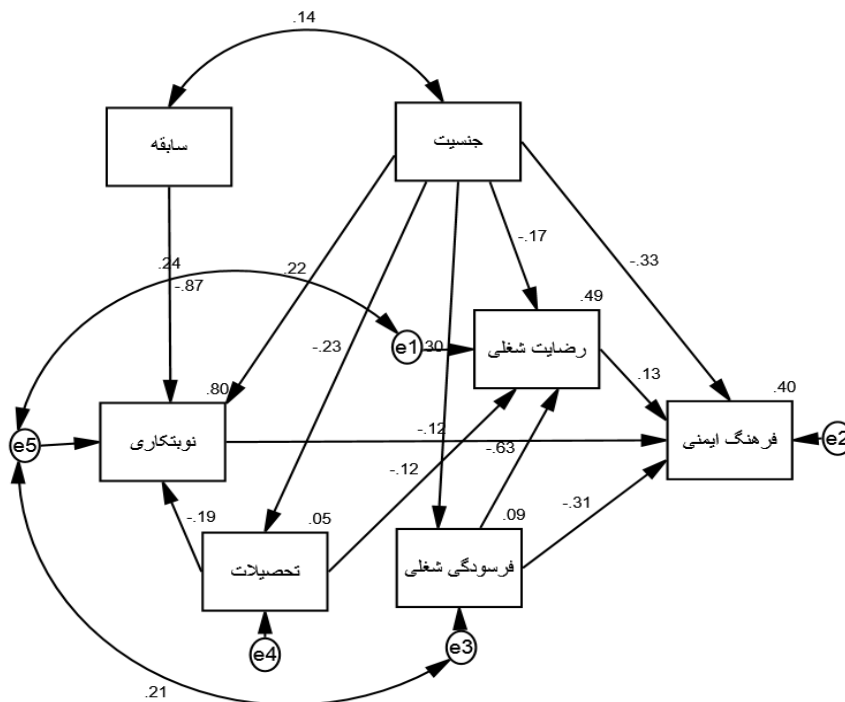 .14
سابقه
جنسیت
-.17
-.33
.24
.22
-.87
.49
رضایت شغلی
e1
.30
-.23
.13
.80
.40
نوبتکاری
-.12
فرهنگ ایمنی
e2
e5
-.63
-.12
-.31
-.19
.05
.09
تحصیلات
فرسودگی شغلی
e4
e3
.21